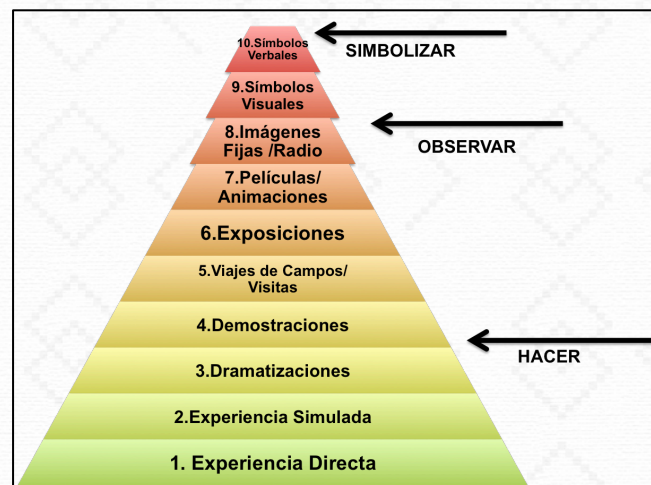 10.Símbolos
Verbales
SIMBOLIZAR
9.Símbolos
Visuales
8.Imágenes
Fijas /Radio
OBSERVAR
7.Películas/
Animaciones
6.Exposiciones
5.Viajes de Campos/
Visitas
4.Demostraciones
HACER
3.Dramatizaciones
2.Experiencia Simulada
1. Experiencia Directa